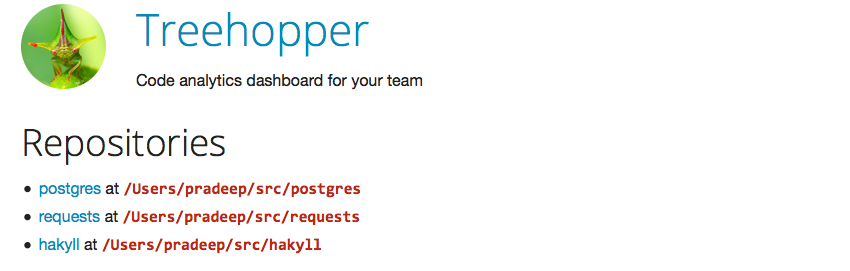 Treehopper
Code analytics dashboard for your team
Repositories
• postgres at /Users/pradeep/src/postgres
• requests at /Users/pradeep/src/requests
• hakyll at /Users/pradeep/src/hakyll